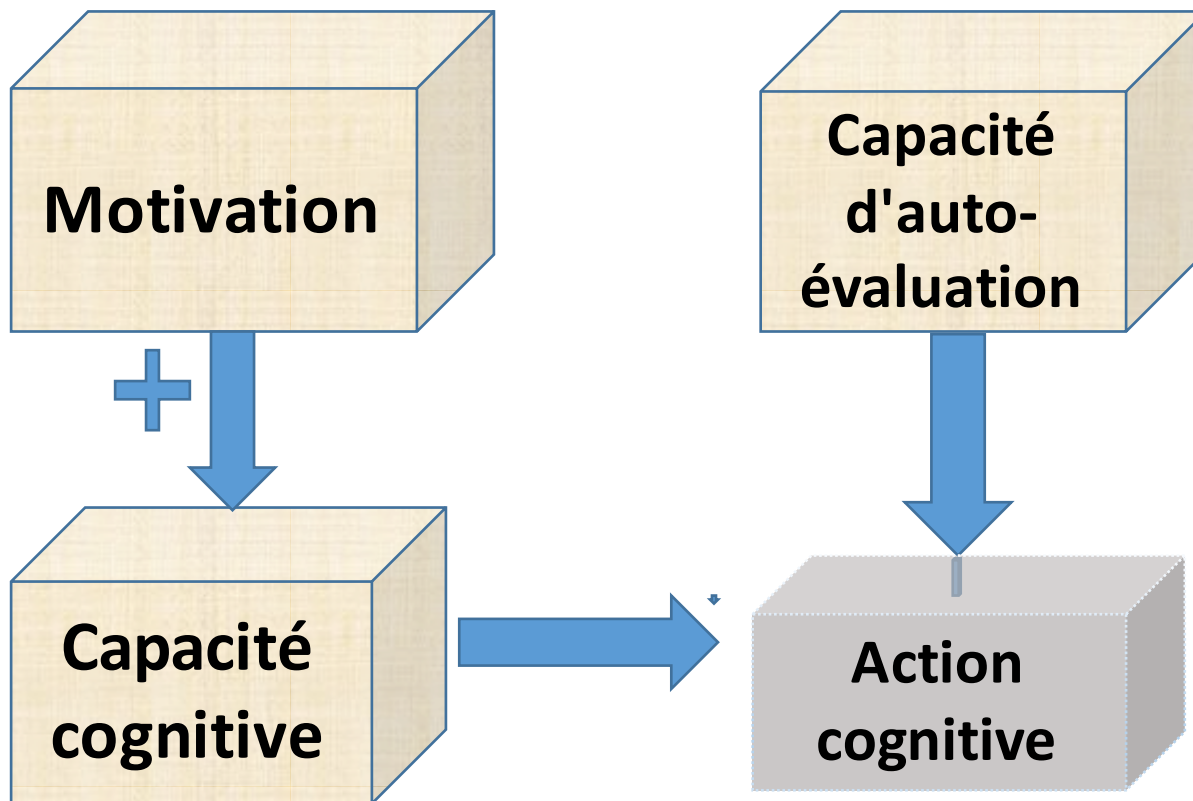 Motivation
Capacité
d'auto-
évaluation
Capacité
cognitive
Action
cognitive